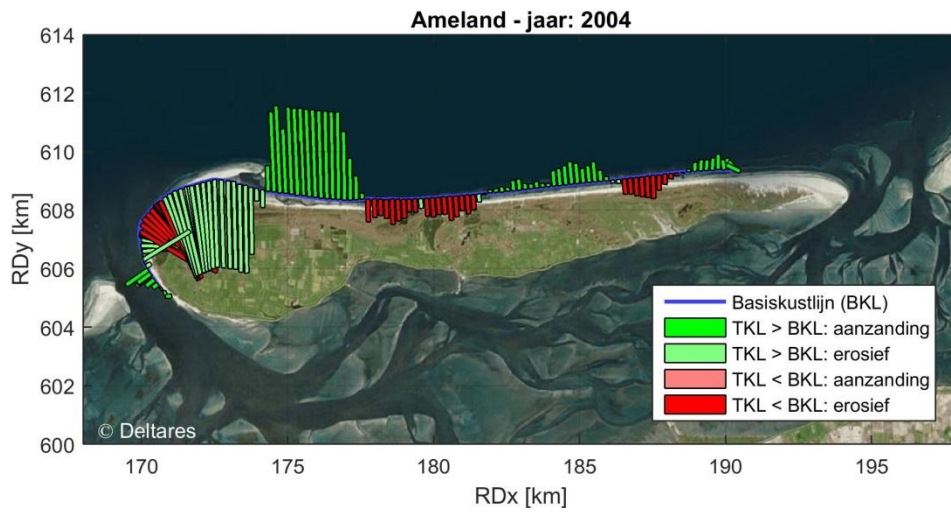 Ameland - jaar: 2004
RDy [km]
614
612
610
608
606
604
602
600
Basiskustlijn (BKL)
TKL > BKL: aanzanding
TKL > BKL: erosief
TKL < BKL: aanzanding
TKL < BKL: erosief
© Deltares
170 175 180 185 190 195
RDx [km]